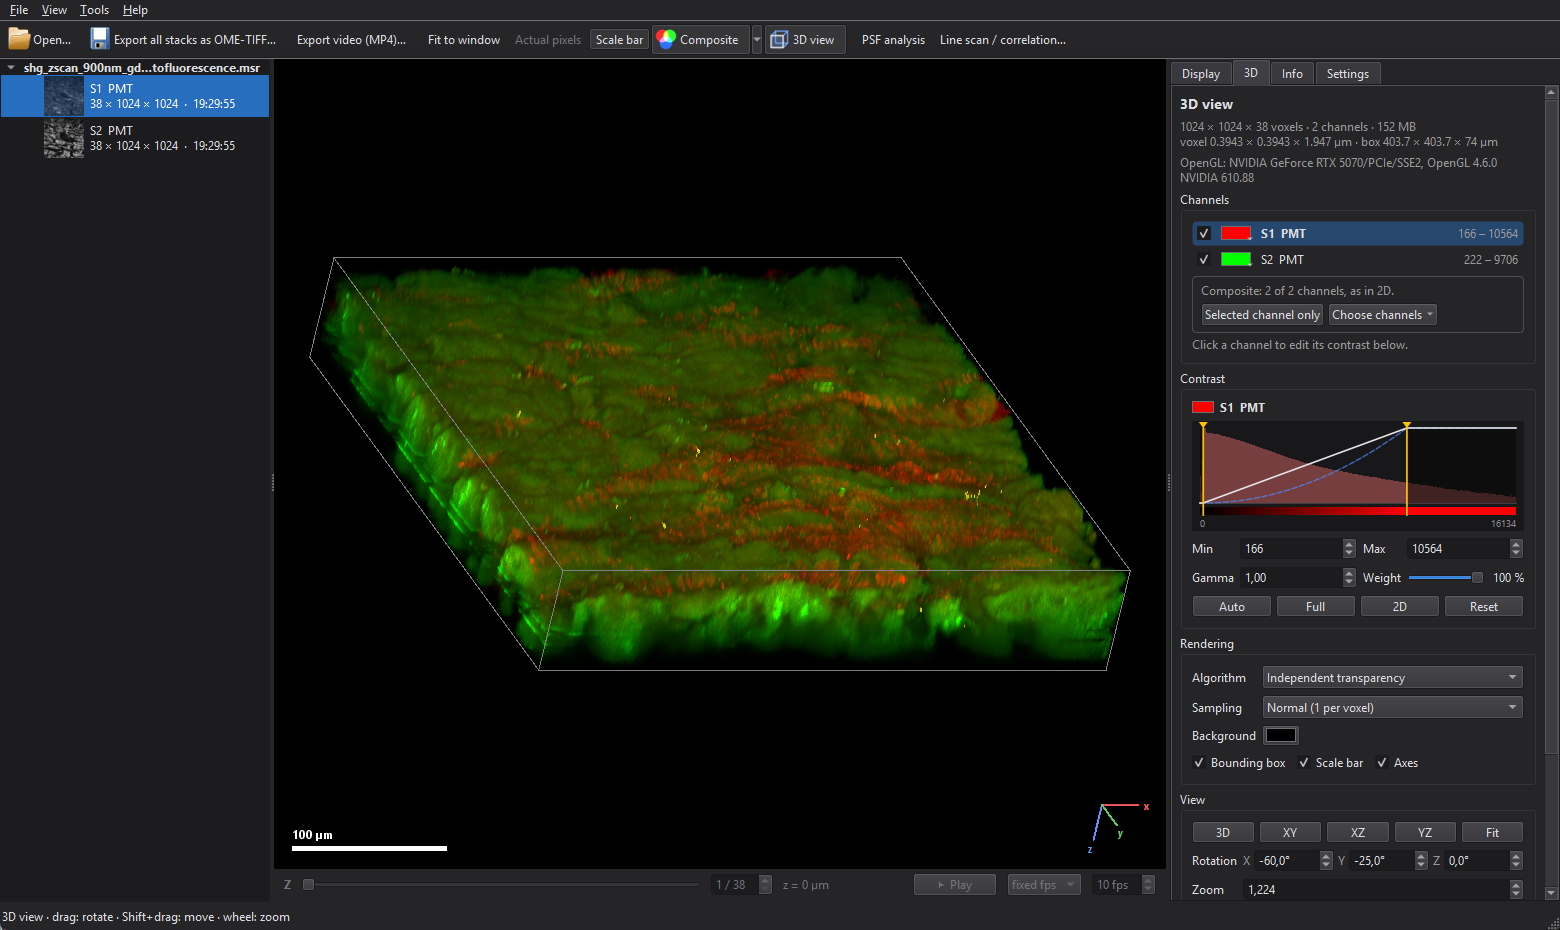 File View Tools Help
Open... Export all stacks as OME-TIFF... Export video (MP4)... Fit to window Actual pixels Scale bar Composite 3D view PSF analysis Line scan / correlation...
shg_zscan_900nm_gd...tofluorescence.msr
S1 PMT
38 × 1024 × 1024 · 19:29:55
S2 PMT
38 × 1024 × 1024 · 19:29:55
100 µm
x
y
z
Z 1 / 38 z = 0 µm Play fixed fps 10 fps
Display 3D Info Settings
3D view
1024 × 1024 × 38 voxels · 2 channels · 152 MB
voxel 0.3943 × 0.3943 × 1.947 µm · box 403.7 × 403.7 × 74 µm
OpenGL: NVIDIA GeForce RTX 5070/PCIe/SSE2, OpenGL 4.6.0
NVIDIA 610.88
Channels
S1 PMT 166 – 10564
S2 PMT 222 – 9706
Composite: 2 of 2 channels, as in 2D.
Selected channel only Choose channels
Click a channel to edit its contrast below.
Contrast
S1 PMT
0 16134
Min 166 Max 10564
Gamma 1,00 Weight 100 %
Auto Full 2D Reset
Rendering
Algorithm Independent transparency
Sampling Normal (1 per voxel)
Background
Bounding box Scale bar Axes
View
3D XY XZ YZ Fit
Rotation X -60,0° Y -25,0° Z 0,0°
Zoom 1,224
3D view · drag: rotate · Shift+drag: move · wheel: zoom